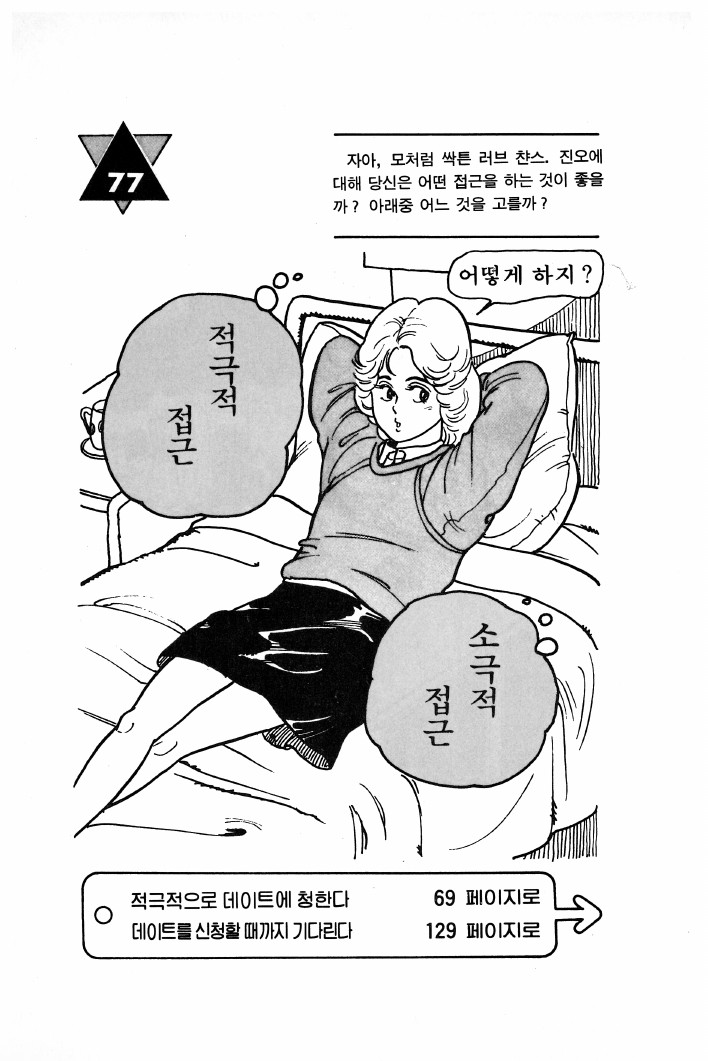 77
자아, 모처럼 싹튼 러브 챤스. 진오에
대해 당신은 어떤 접근을 하는 것이 좋을
까? 아래중 어느 것을 고를까?
어떻게 하지?
적극적
접근
소극적
접근
적극적으로 데이트에 청한다 69 페이지로
데이트를 신청할 때까지 기다린다 129 페이지로